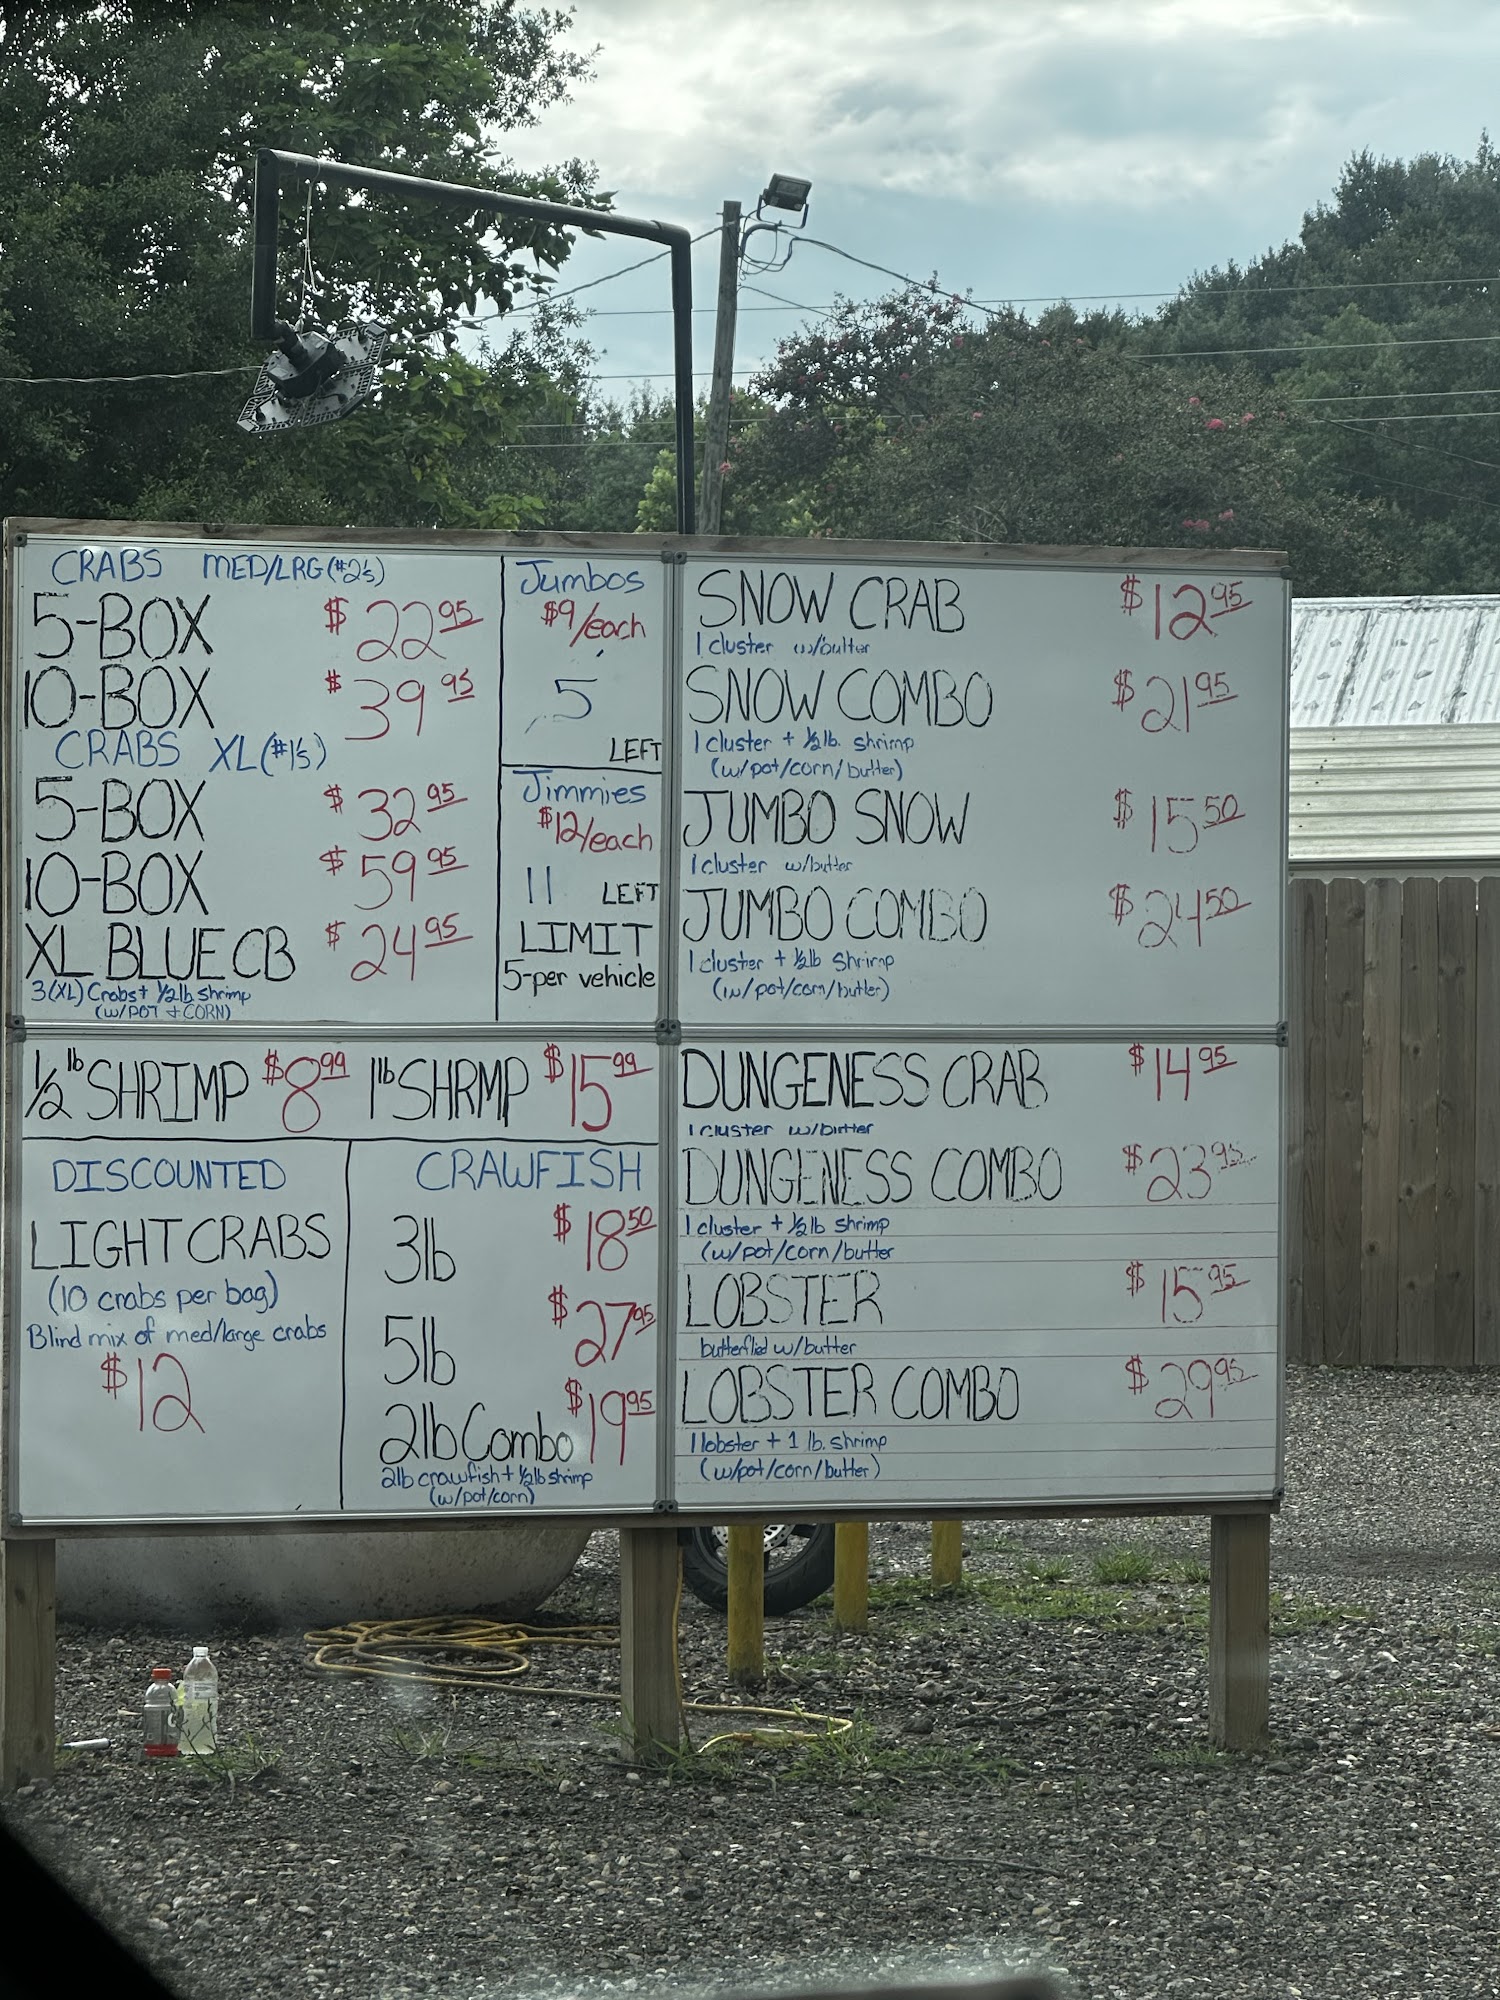 CRABS MED/LRG (#2's)
5-BOX $22.95
10-BOX $39.95
CRABS XL (#1's)
5-BOX $32.95
10-BOX $59.95
XL BLUE CB $24.95
3(XL) Crabs + 1/2lb shrimp
(w/POT + CORN)
Jumbos
$9/each
5
LEFT
Jimmies
$12/each
11 LEFT
LIMIT
5-per vehicle
SNOW CRAB $12.95
1 cluster w/butter
SNOW COMBO $21.95
1 cluster + 1/2lb. shrimp
(w/pot/corn/butter)
JUMBO SNOW $15.50
1 cluster w/butter
JUMBO COMBO $24.50
1 cluster + 1/2lb shrimp
(w/pot/corn/butter)
1/2 lb SHRIMP $8.99 1lb SHRMP $15.99
DISCOUNTED
LIGHT CRABS
(10 crabs per bag)
Blind mix of med/large crabs
$12
CRAWFISH
3lb $18.50
5lb $27.95
2lb Combo $19.95
2lb crawfish + 1/2lb shrimp
(w/pot/corn)
DUNGENESS CRAB $14.95
1 cluster w/butter
DUNGENESS COMBO $23.95
1 cluster + 1/2 lb shrimp
(w/pot/corn/butter
LOBSTER $15.95
butterflied w/butter
LOBSTER COMBO $29.95
1 lobster + 1 lb. shrimp
(w/pot/corn/butter)